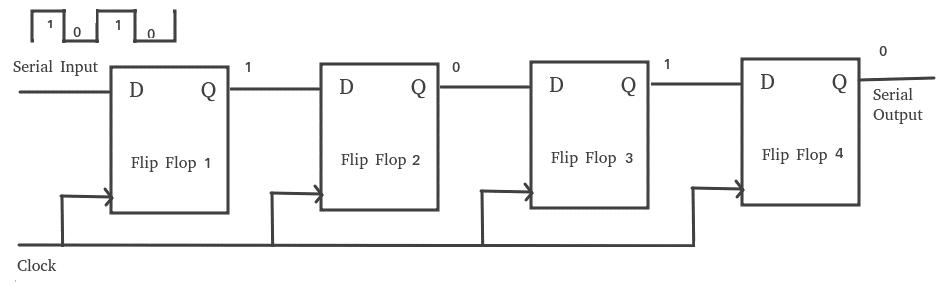 1 0 1 0
Serial Input
1
0
1
0
D Q
D Q
D Q
D Q
Serial
Output
Flip Flop 1
Flip Flop 2
Flip Flop 3
Flip Flop 4
Clock